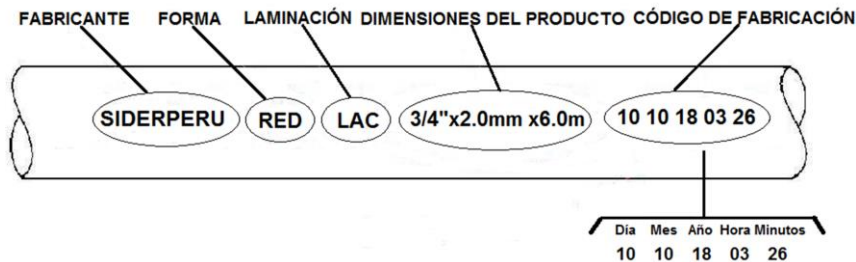 FABRICANTE FORMA LAMINACIÓN DIMENSIONES DEL PRODUCTO CÓDIGO DE FABRICACIÓN
SIDERPERU RED LAC 3/4"x2.0mm x6.0m 10 10 18 03 26
Día Mes Año Hora Minutos
10 10 18 03 26